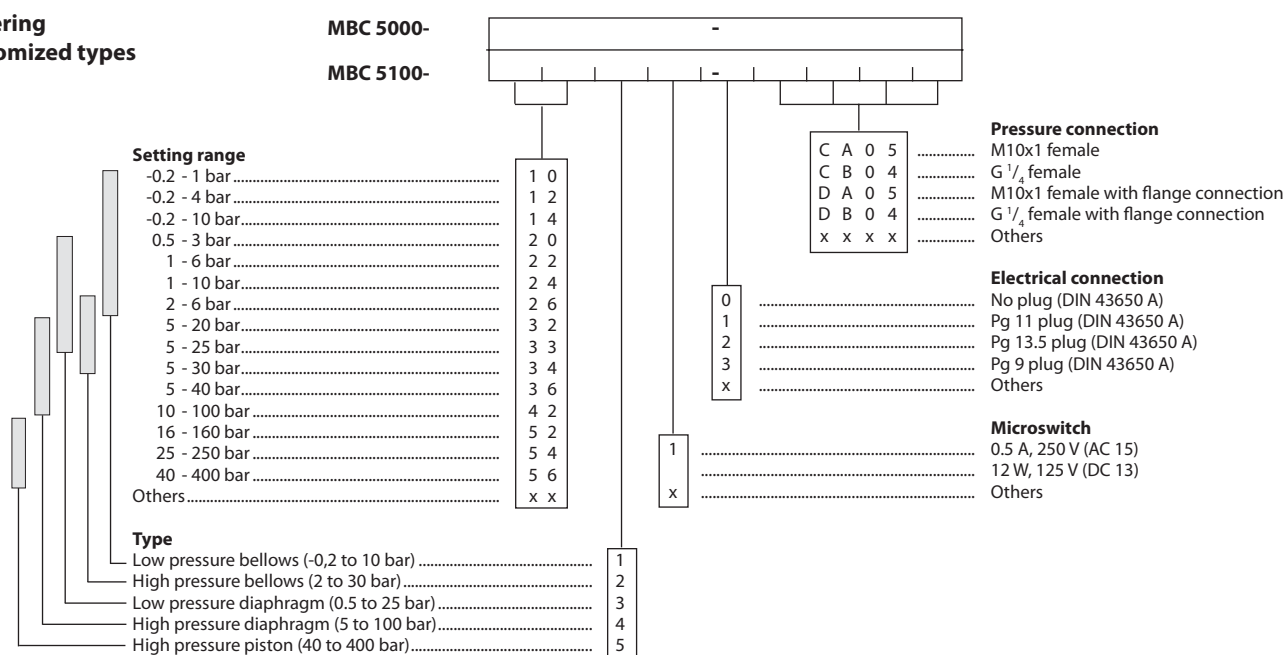 ering
omized types
MBC 5000-
-
MBC 5100-
-
Setting range
-0.2 - 1 bar ........ 1 0
-0.2 - 4 bar ........ 1 2
-0.2 - 10 bar ........ 1 4
0.5 - 3 bar ........ 2 0
1 - 6 bar ........ 2 2
1 - 10 bar ........ 2 4
2 - 6 bar ........ 2 6
5 - 20 bar ........ 3 2
5 - 25 bar ........ 3 3
5 - 30 bar ........ 3 4
5 - 40 bar ........ 3 6
10 - 100 bar ........ 4 2
16 - 160 bar ........ 5 2
25 - 250 bar ........ 5 4
40 - 400 bar ........ 5 6
Others ........ x x
Type
Low pressure bellows (-0,2 to 10 bar) ........ 1
High pressure bellows (2 to 30 bar) ........ 2
Low pressure diaphragm (0.5 to 25 bar) ........ 3
High pressure diaphragm (5 to 100 bar) ........ 4
High pressure piston (40 to 400 bar) ........ 5
Pressure connection
C A 0 5 ........ M10x1 female
C B 0 4 ........ G 1/4 female
D A 0 5 ........ M10x1 female with flange connection
D B 0 4 ........ G 1/4 female with flange connection
x x x x ........ Others
Electrical connection
0 ........ No plug (DIN 43650 A)
1 ........ Pg 11 plug (DIN 43650 A)
2 ........ Pg 13.5 plug (DIN 43650 A)
3 ........ Pg 9 plug (DIN 43650 A)
x ........ Others
Microswitch
1 ........ 0.5 A, 250 V (AC 15)
........ 12 W, 125 V (DC 13)
x ........ Others